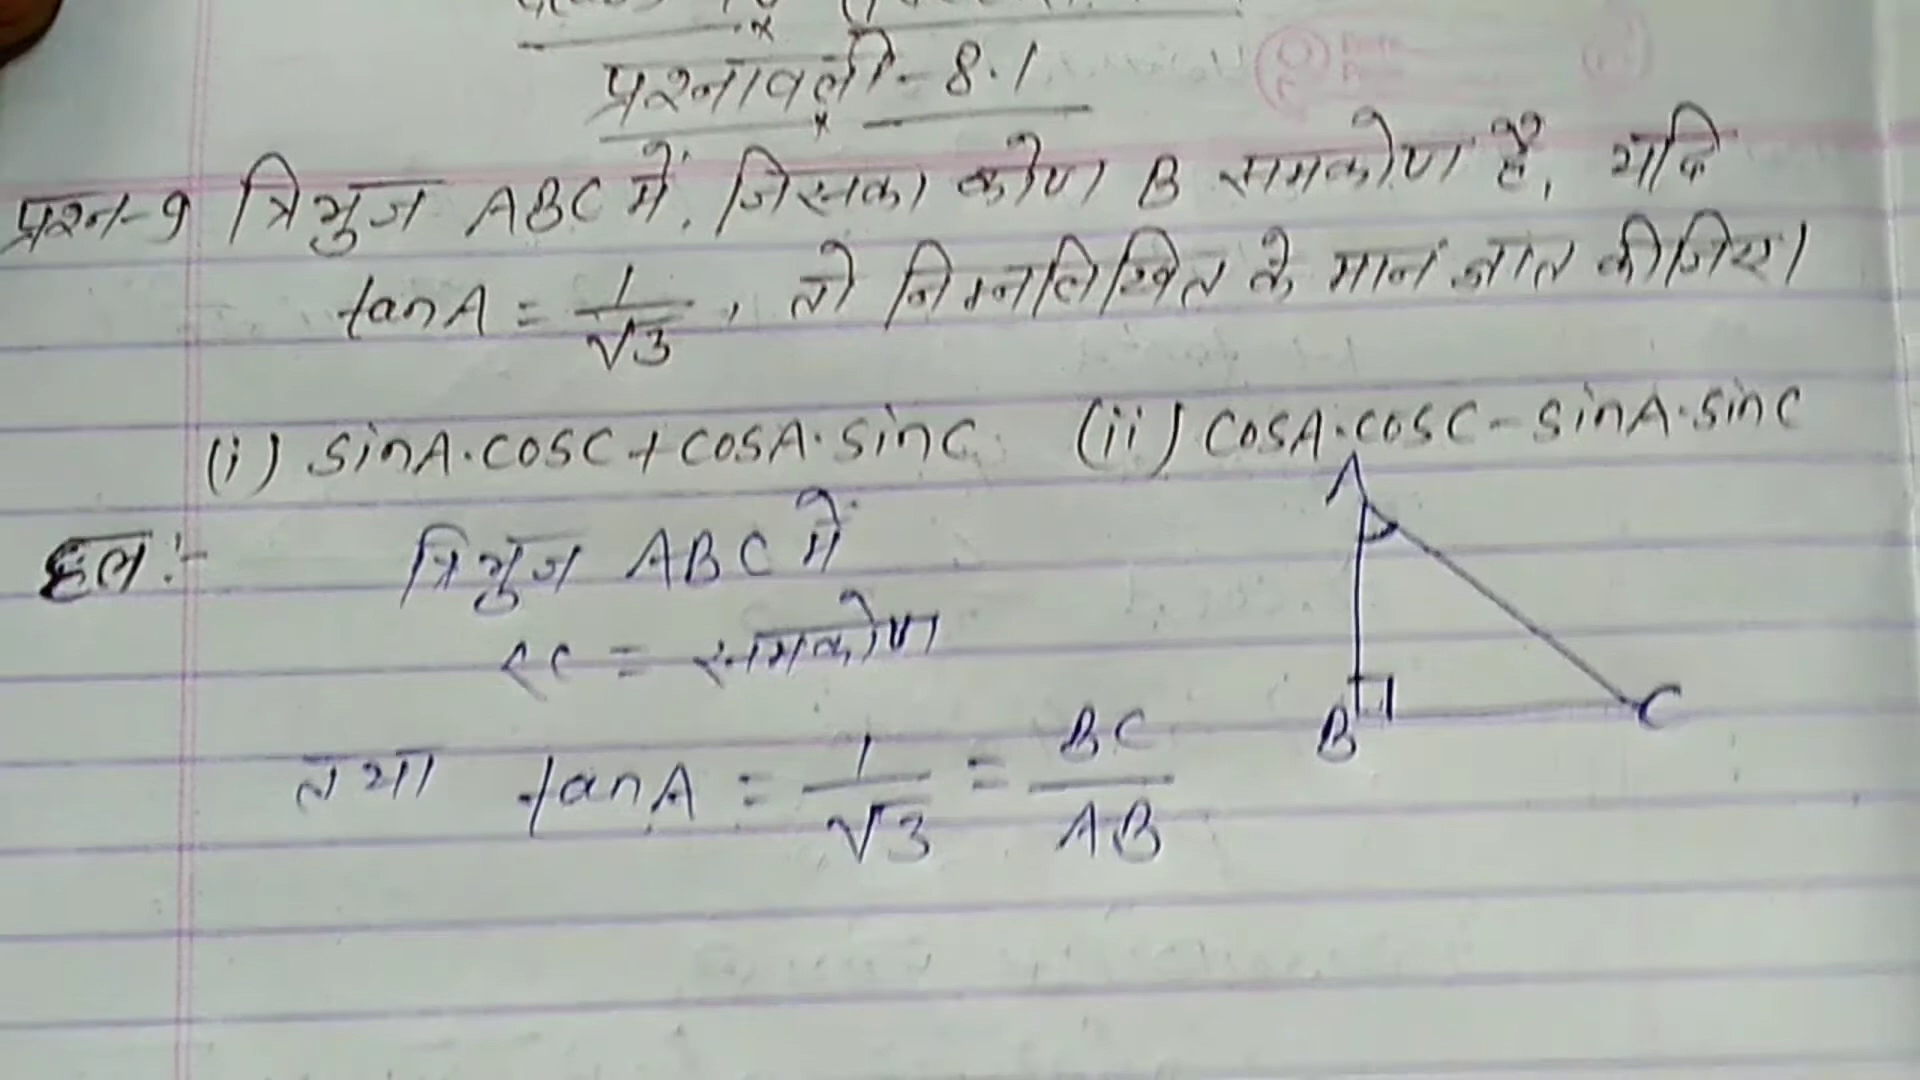 प्रश्नावली - 8.1
प्रश्न-9 त्रिभुज ABC में, जिसका कोण B समकोण है, यदि
tanA = 1/√3, तो निम्नलिखित के मान ज्ञात कीजिए।
(i) sinA.cosC+cosA.sinC (ii) cosA.cosC-sinA.sinC
हल:- त्रिभुज ABC में
∠C = समकोण
तथा tanA = 1/√3 = BC/AB
A
B
C